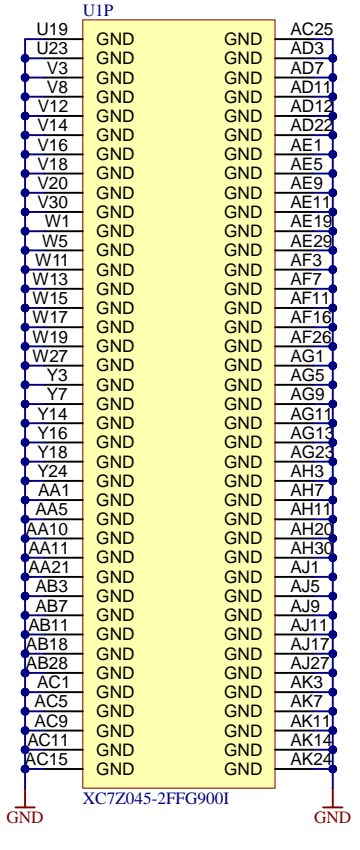 U1P
U19 GND GND AC25
U23 GND GND AD3
V3 GND GND AD7
V8 GND GND AD11
V12 GND GND AD12
V14 GND GND AD22
V16 GND GND AE1
V18 GND GND AE5
V20 GND GND AE9
V30 GND GND AE11
W1 GND GND AE19
W5 GND GND AE29
W11 GND GND AF3
W13 GND GND AF7
W15 GND GND AF11
W17 GND GND AF16
W19 GND GND AF26
W27 GND GND AG1
Y3 GND GND AG5
Y7 GND GND AG9
Y14 GND GND AG11
Y16 GND GND AG13
Y18 GND GND AG23
Y24 GND GND AH3
AA1 GND GND AH7
AA5 GND GND AH11
AA10 GND GND AH20
AA11 GND GND AH30
AA21 GND GND AJ1
AB3 GND GND AJ5
AB7 GND GND AJ9
AB11 GND GND AJ11
AB18 GND GND AJ17
AB28 GND GND AJ27
AC1 GND GND AK3
AC5 GND GND AK7
AC9 GND GND AK11
AC11 GND GND AK14
AC15 GND GND AK24
XC7Z045-2FFG900I
GND GND